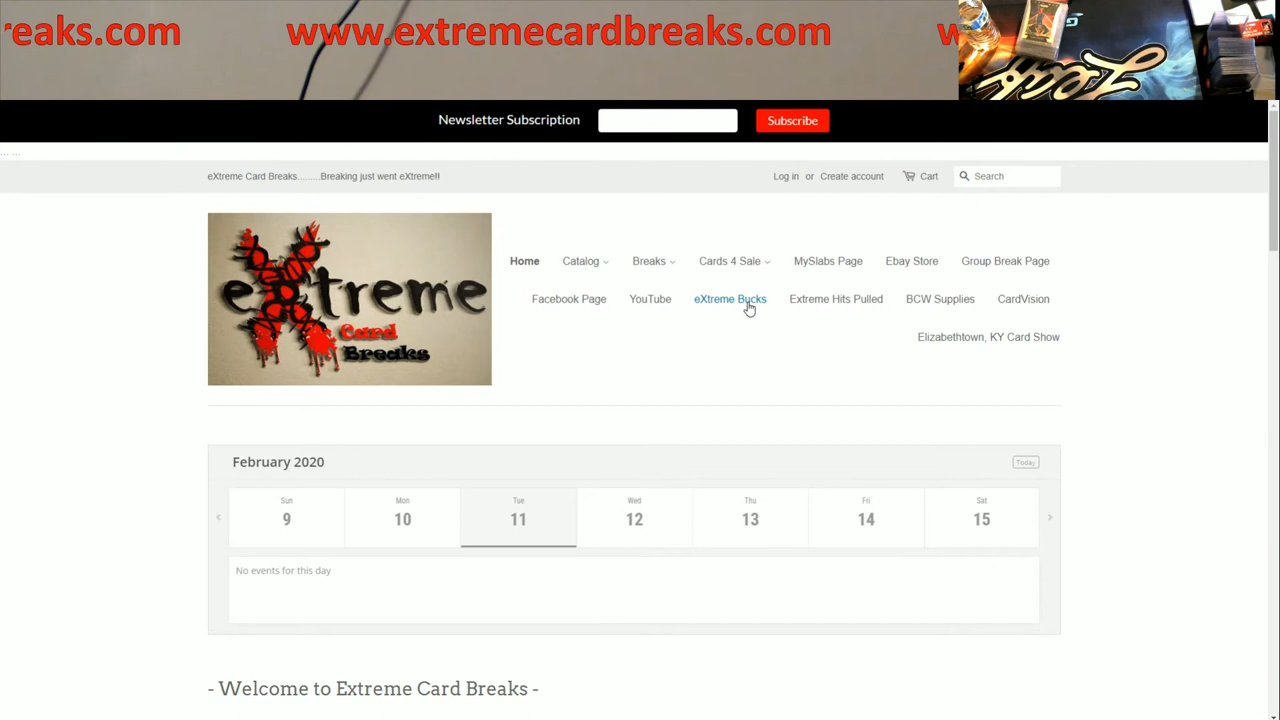 reaks.com www.extremecardbreaks.com w
Newsletter Subscription Subscribe
... ...
eXtreme Card Breaks........Breaking just went eXtreme!! Log in or Create account Cart Search
eXtreme
Card
Breaks
Home Catalog Breaks Cards 4 Sale MySlabs Page Ebay Store Group Break Page
Facebook Page YouTube eXtreme Bucks Extreme Hits Pulled BCW Supplies CardVision
Elizabethtown, KY Card Show
February 2020 Today
Sun Mon Tue Wed Thu Fri Sat
9 10 11 12 13 14 15
No events for this day
- Welcome to Extreme Card Breaks -